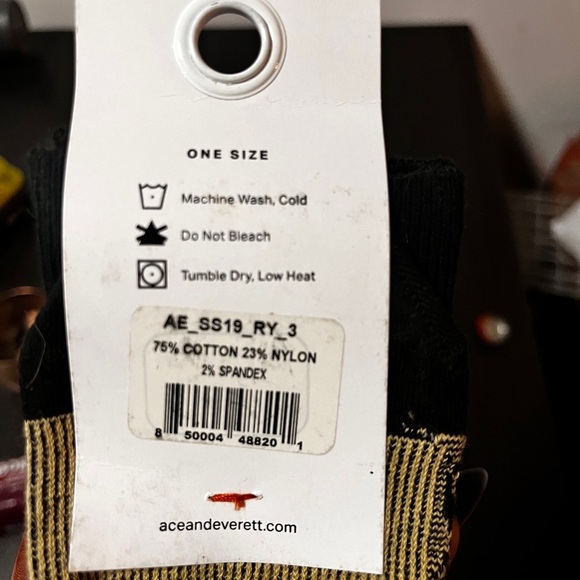 ONE SIZE
Machine Wash, Cold
Do Not Bleach
Tumble Dry, Low Heat
AE_SS19_RY_3
75% COTTON 23% NYLON
2% SPANDEX
8 50004 48820 1
aceandeverett.com